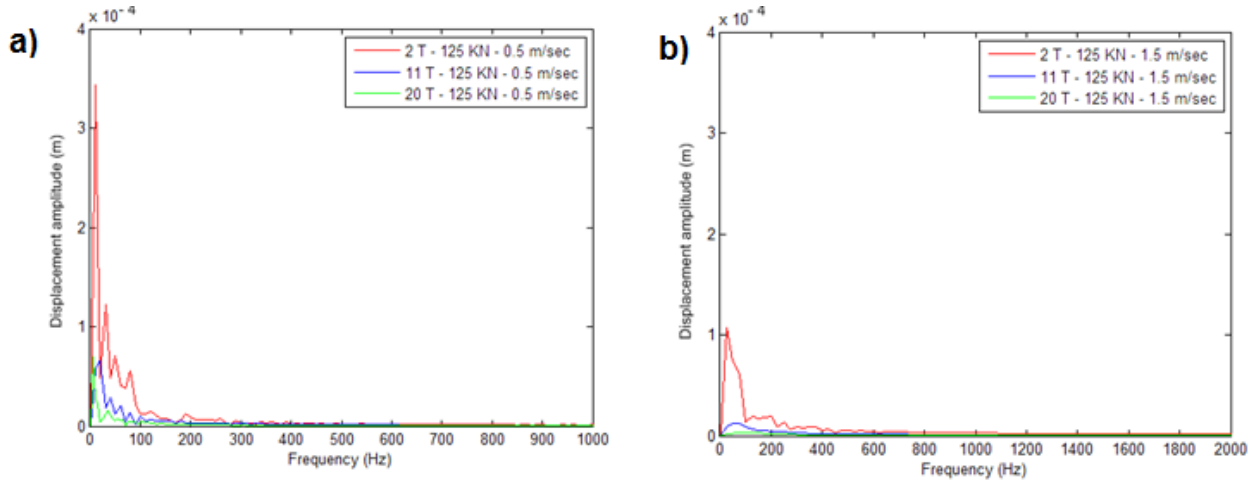 a)
× 10⁻⁴
4
3
2
1
0
Displacement amplitude (m)
2 T - 125 KN - 0.5 m/sec
11 T - 125 KN - 0.5 m/sec
20 T - 125 KN - 0.5 m/sec
0 100 200 300 400 500 600 700 800 900 1000
Frequency (Hz)
b)
× 10⁻⁴
4
3
2
1
0
Displacement amplitude (m)
2 T - 125 KN - 1.5 m/sec
11 T - 125 KN - 1.5 m/sec
20 T - 125 KN - 1.5 m/sec
0 200 400 600 800 1000 1200 1400 1600 1800 2000
Frequency (Hz)